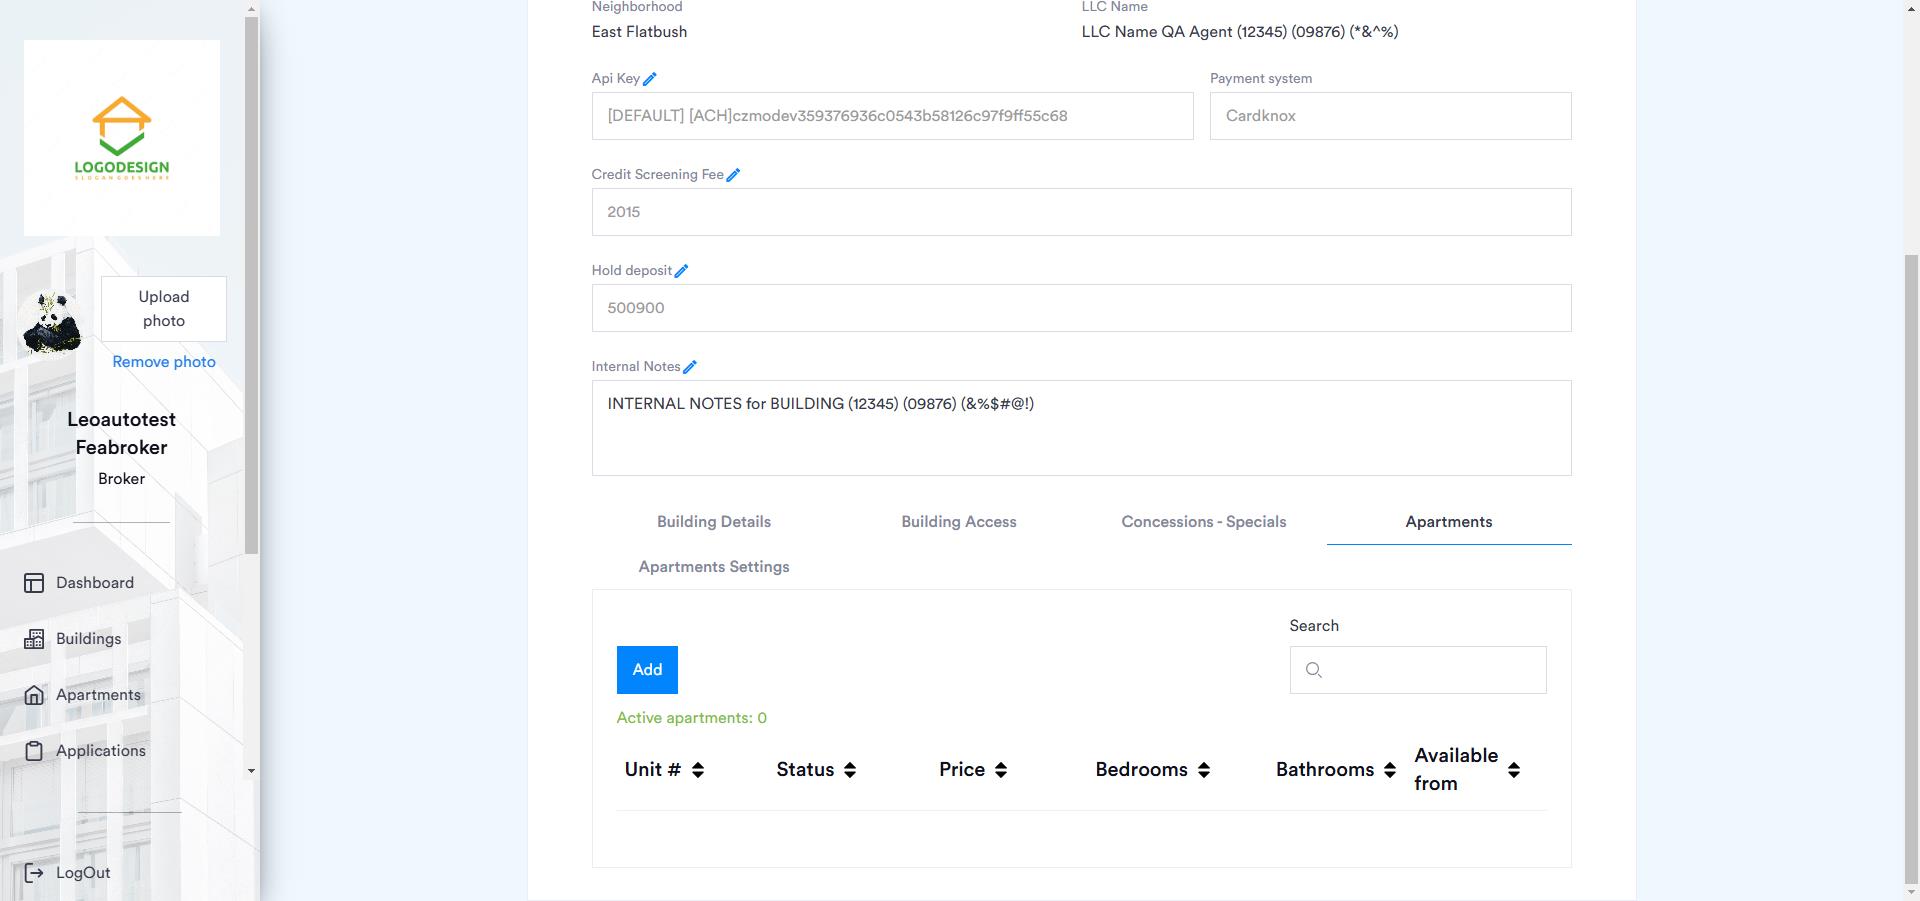 LOGODESIGN
SLOGANGOESHERE
Upload
photo
Remove photo
Leoautotest
Feabroker
Broker
Dashboard
Buildings
Apartments
Applications
LogOut
Neighborhood
LLC Name
East Flatbush
LLC Name QA Agent (12345) (09876) (*&^%)
Api Key
Payment system
[DEFAULT] [ACH]czmodev359376936c0543b58126c97f9ff55c68
Cardknox
Credit Screening Fee
2015
Hold deposit
500900
Internal Notes
INTERNAL NOTES for BUILDING (12345) (09876) (&%$#@!)
Building Details
Building Access
Concessions - Specials
Apartments
Apartments Settings
Search
Add
Active apartments: 0
Unit #
Status
Price
Bedrooms
Bathrooms
Available
from